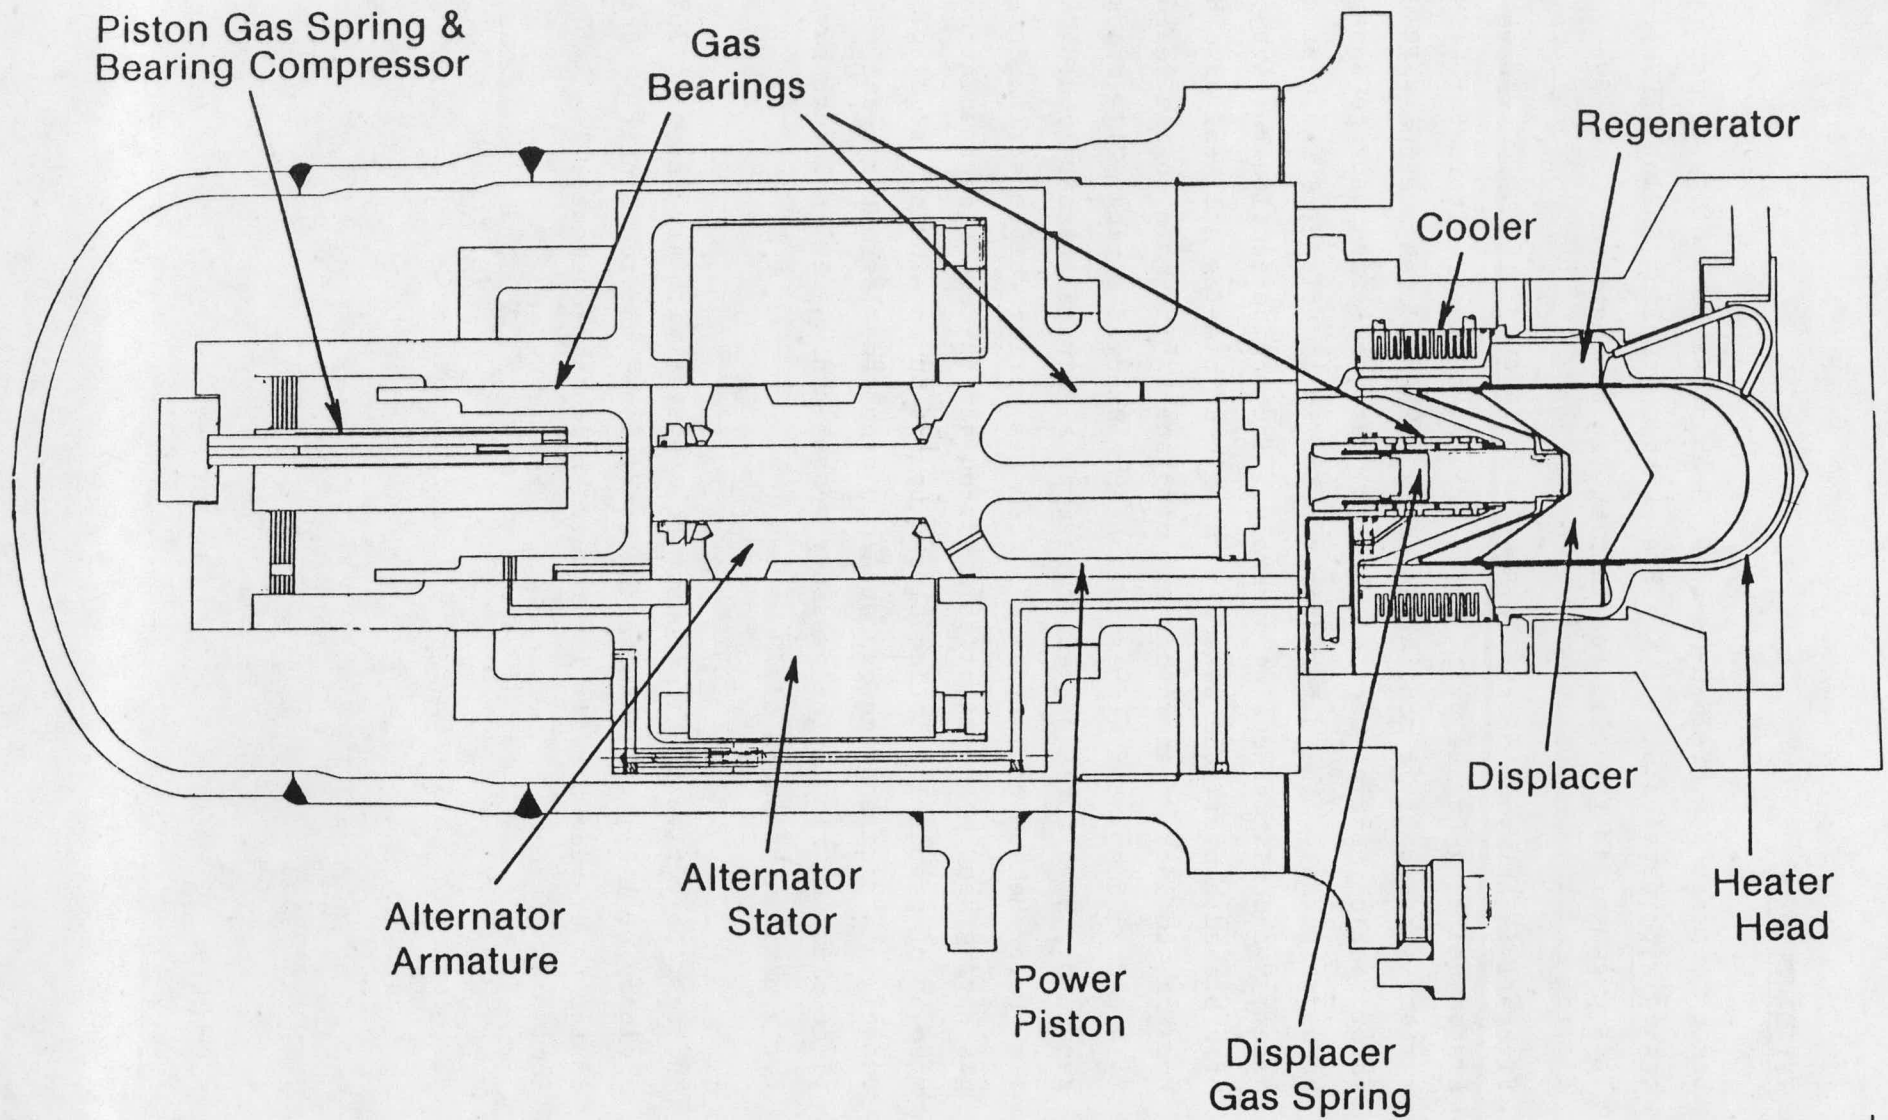 Piston Gas Spring &
Bearing Compressor
Gas
Bearings
Regenerator
Cooler
Displacer
Heater
Head
Alternator
Stator
Alternator
Armature
Power
Piston
Displacer
Gas Spring